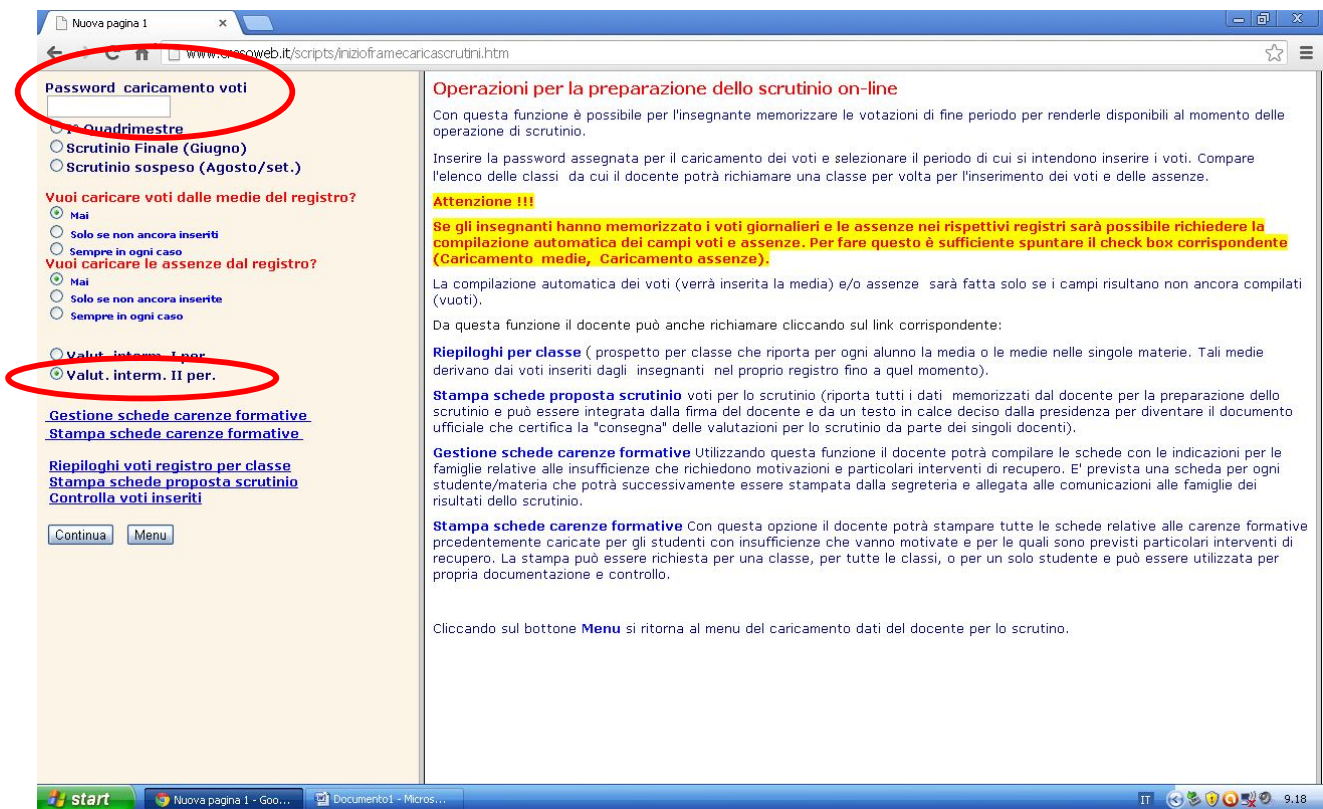 Nuova pagina 1
www.cresoweb.it/scripts/inizioframecaricascrutini.htm
Password caricamento voti
I° Quadrimestre
Scrutinio Finale (Giugno)
Scrutinio sospeso (Agosto/set.)
Vuoi caricare voti dalle medie del registro?
Mai
Solo se non ancora inseriti
Sempre in ogni caso
Vuoi caricare le assenze dal registro?
Mai
Solo se non ancora inserite
Sempre in ogni caso
Valut. interm. I per.
Valut. interm. II per.
Gestione schede carenze formative
Stampa schede carenze formative
Riepiloghi voti registro per classe
Stampa schede proposta scrutinio
Controlla voti inseriti
Continua Menu
Operazioni per la preparazione dello scrutinio on-line
Con questa funzione è possibile per l'insegnante memorizzare le votazioni di fine periodo per renderle disponibili al momento delle
operazione di scrutinio.
Inserire la password assegnata per il caricamento dei voti e selezionare il periodo di cui si intendono inserire i voti. Compare
l'elenco delle classi da cui il docente potrà richiamare una classe per volta per l'inserimento dei voti e delle assenze.
Attenzione !!!
Se gli insegnanti hanno memorizzato i voti giornalieri e le assenze nei rispettivi registri sarà possibile richiedere la
compilazione automatica dei campi voti e assenze. Per fare questo è sufficiente spuntare il check box corrispondente
(Caricamento medie, Caricamento assenze).
La compilazione automatica dei voti (verrà inserita la media) e/o assenze sarà fatta solo se i campi risultano non ancora compilati
(vuoti).
Da questa funzione il docente può anche richiamare cliccando sul link corrispondente:
Riepiloghi per classe ( prospetto per classe che riporta per ogni alunno la media o le medie nelle singole materie. Tali medie
derivano dai voti inseriti dagli insegnanti nel proprio registro fino a quel momento).
Stampa schede proposta scrutinio voti per lo scrutinio (riporta tutti i dati memorizzati dal docente per la preparazione dello
scrutinio e può essere integrata dalla firma del docente e da un testo in calce deciso dalla presidenza per diventare il documento
ufficiale che certifica la "consegna" delle valutazioni per lo scrutinio da parte dei singoli docenti).
Gestione schede carenze formative Utilizzando questa funzione il docente potrà compilare le schede con le indicazioni per le
famiglie relative alle insufficienze che richiedono motivazioni e particolari interventi di recupero. E' prevista una scheda per ogni
studente/materia che potrà successivamente essere stampata dalla segreteria e allegata alle comunicazioni alle famiglie dei
risultati dello scrutinio.
Stampa schede carenze formative Con questa opzione il docente potrà stampare tutte le schede relative alle carenze formative
prcedentemente caricate per gli studenti con insufficienze che vanno motivate e per le quali sono previsti particolari interventi di
recupero. La stampa può essere richiesta per una classe, per tutte le classi, o per un solo studente e può essere utilizzata per
propria documentazione e controllo.
Cliccando sul bottone Menu si ritorna al menu del caricamento dati del docente per lo scrutino.
start Nuova pagina 1 - Goo... Documento1 - Micros... IT 9.18